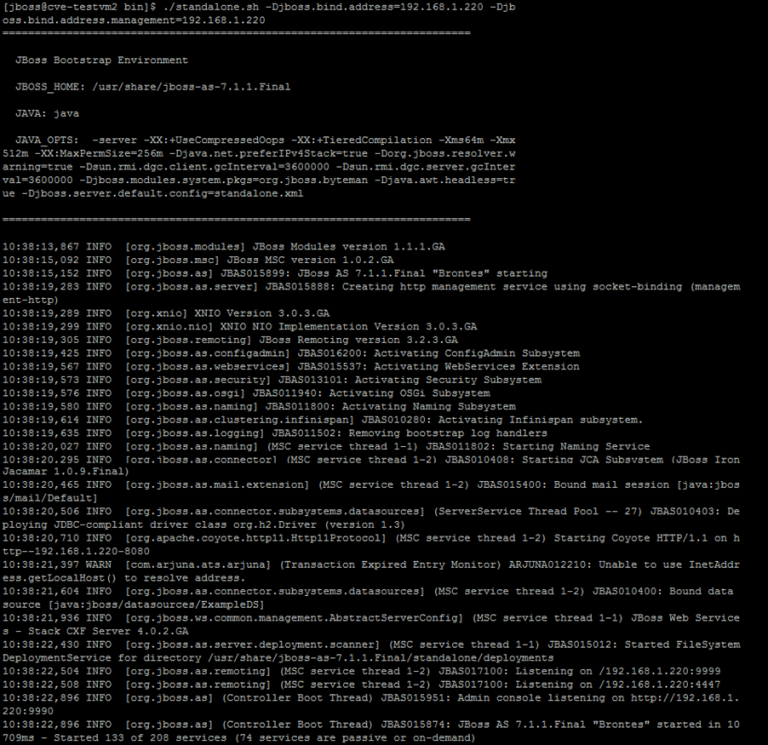 [jboss@cve-testvm2 bin]$ ./standalone.sh -Djboss.bind.address=192.168.1.220 -Djb
oss.bind.address.management=192.168.1.220
=========================================================================
JBoss Bootstrap Environment
JBOSS_HOME: /usr/share/jboss-as-7.1.1.Final
JAVA: java
JAVA_OPTS:  -server -XX:+UseCompressedOops -XX:+TieredCompilation -Xms64m -Xmx
512m -XX:MaxPermSize=256m -Djava.net.preferIPv4Stack=true -Dorg.jboss.resolver.w
arning=true -Dsun.rmi.dgc.client.gcInterval=3600000 -Dsun.rmi.dgc.server.gcInter
val=3600000 -Djboss.modules.system.pkgs=org.jboss.byteman -Djava.awt.headless=tr
ue -Djboss.server.default.config=standalone.xml
=========================================================================
10:38:13,867 INFO  [org.jboss.modules] JBoss Modules version 1.1.1.GA
10:38:15,092 INFO  [org.jboss.msc] JBoss MSC version 1.0.2.GA
10:38:15,152 INFO  [org.jboss.as] JBAS015899: JBoss AS 7.1.1.Final "Brontes" starting
10:38:19,283 INFO  [org.jboss.as.server] JBAS015888: Creating http management service using socket-binding (managem
ent-http)
10:38:19,289 INFO  [org.xnio] XNIO Version 3.0.3.GA
10:38:19,299 INFO  [org.xnio.nio] XNIO NIO Implementation Version 3.0.3.GA
10:38:19,305 INFO  [org.jboss.remoting] JBoss Remoting version 3.2.3.GA
10:38:19,425 INFO  [org.jboss.as.configadmin] JBAS016200: Activating ConfigAdmin Subsystem
10:38:19,567 INFO  [org.jboss.as.webservices] JBAS015537: Activating WebServices Extension
10:38:19,573 INFO  [org.jboss.as.security] JBAS013101: Activating Security Subsystem
10:38:19,576 INFO  [org.jboss.as.osgi] JBAS011940: Activating OSGi Subsystem
10:38:19,580 INFO  [org.jboss.as.naming] JBAS011800: Activating Naming Subsystem
10:38:19,614 INFO  [org.jboss.as.clustering.infinispan] JBAS010280: Activating Infinispan subsystem.
10:38:19,635 INFO  [org.jboss.as.logging] JBAS011502: Removing bootstrap log handlers
10:38:20,027 INFO  [org.jboss.as.naming] (MSC service thread 1-1) JBAS011802: Starting Naming Service
10:38:20,295 INFO  [org.jboss.as.connector] (MSC service thread 1-2) JBAS010408: Starting JCA Subsystem (JBoss Iron
Jacamar 1.0.9.Final)
10:38:20,465 INFO  [org.jboss.as.mail.extension] (MSC service thread 1-2) JBAS015400: Bound mail session [java:jbos
s/mail/Default]
10:38:20,506 INFO  [org.jboss.as.connector.subsystems.datasources] (ServerService Thread Pool -- 27) JBAS010403: De
ploying JDBC-compliant driver class org.h2.Driver (version 1.3)
10:38:20,710 INFO  [org.apache.coyote.http11.Http11Protocol] (MSC service thread 1-2) Starting Coyote HTTP/1.1 on h
ttp--192.168.1.220-8080
10:38:21,397 WARN  [com.arjuna.ats.arjuna] (Transaction Expired Entry Monitor) ARJUNA012210: Unable to use InetAddr
ess.getLocalHost() to resolve address.
10:38:21,604 INFO  [org.jboss.as.connector.subsystems.datasources] (MSC service thread 1-2) JBAS010400: Bound data
source [java:jboss/datasources/ExampleDS]
10:38:21,936 INFO  [org.jboss.ws.common.management.AbstractServerConfig] (MSC service thread 1-1) JBoss Web Service
s - Stack CXF Server 4.0.2.GA
10:38:22,430 INFO  [org.jboss.as.server.deployment.scanner] (MSC service thread 1-1) JBAS015012: Started FileSystem
DeploymentService for directory /usr/share/jboss-as-7.1.1.Final/standalone/deployments
10:38:22,504 INFO  [org.jboss.as.remoting] (MSC service thread 1-2) JBAS017100: Listening on /192.168.1.220:9999
10:38:22,508 INFO  [org.jboss.as.remoting] (MSC service thread 1-1) JBAS017100: Listening on /192.168.1.220:4447
10:38:22,896 INFO  [org.jboss.as] (Controller Boot Thread) JBAS015951: Admin console listening on http://192.168.1.
220:9990
10:38:22,896 INFO  [org.jboss.as] (Controller Boot Thread) JBAS015874: JBoss AS 7.1.1.Final "Brontes" started in 10
709ms - Started 133 of 208 services (74 services are passive or on-demand)